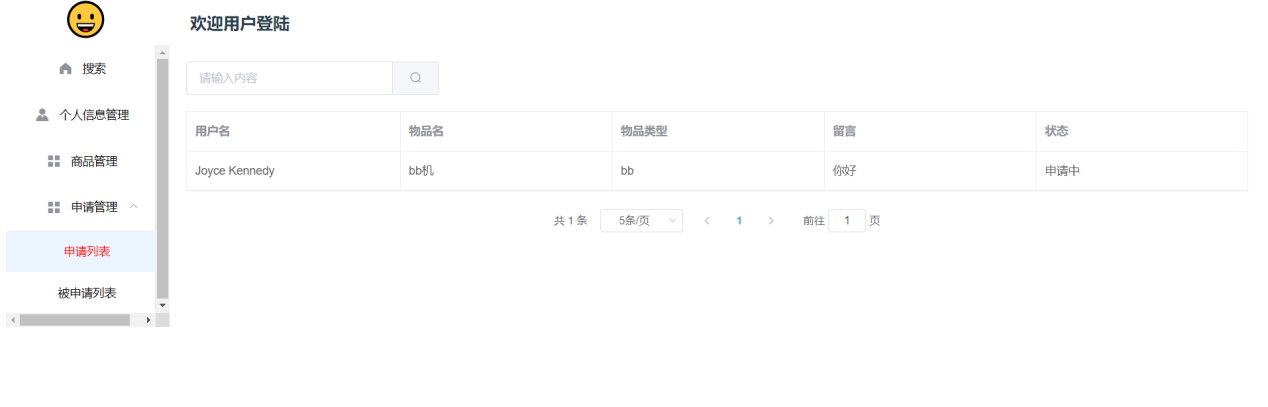 欢迎用户登陆
搜索
个人信息管理
商品管理
申请管理
申请列表
被申请列表
请输入内容
用户名 物品名 物品类型 留言 状态
Joyce Kennedy bb机 bb 你好 申请中
共 1 条 5条/页 1 前往 1 页